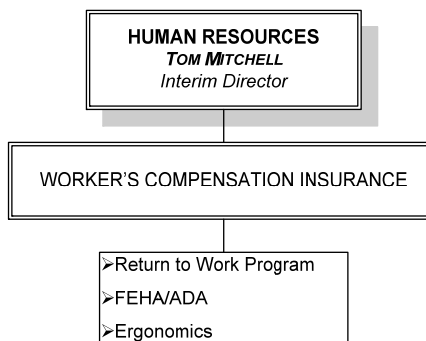 HUMAN RESOURCES
TOM MITCHELL
Interim Director
WORKER'S COMPENSATION INSURANCE
➢Return to Work Program
➢FEHA/ADA
➢Ergonomics